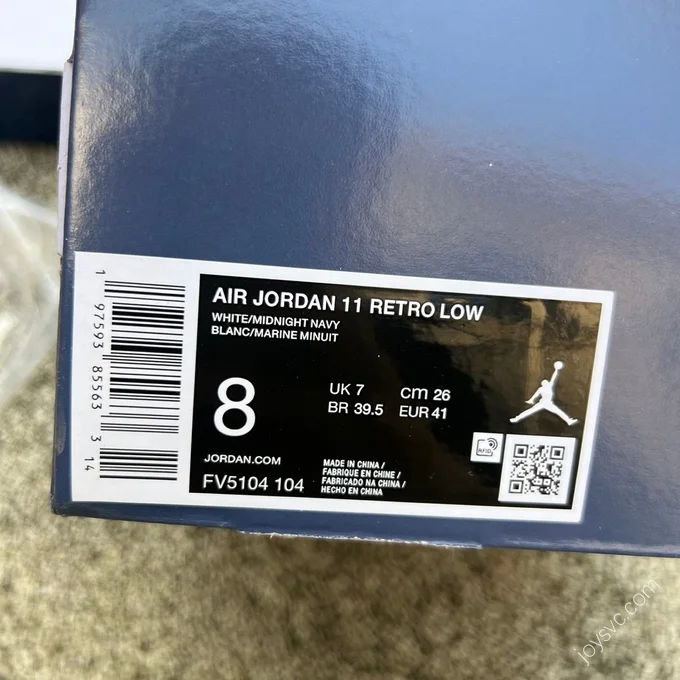 AIR JORDAN 11 RETRO LOW
WHITE/MIDNIGHT NAVY
BLANC/MARINE MINUIT
8
UK 7 cm 26
BR 39.5 EUR 41
JORDAN.COM
FV5104 104
MADE IN CHINA /
FABRIQUE EN CHINE /
FABRICADO NA CHINA /
HECHO EN CHINA
RFID
1 97593 85563 3 14
joysvc.com